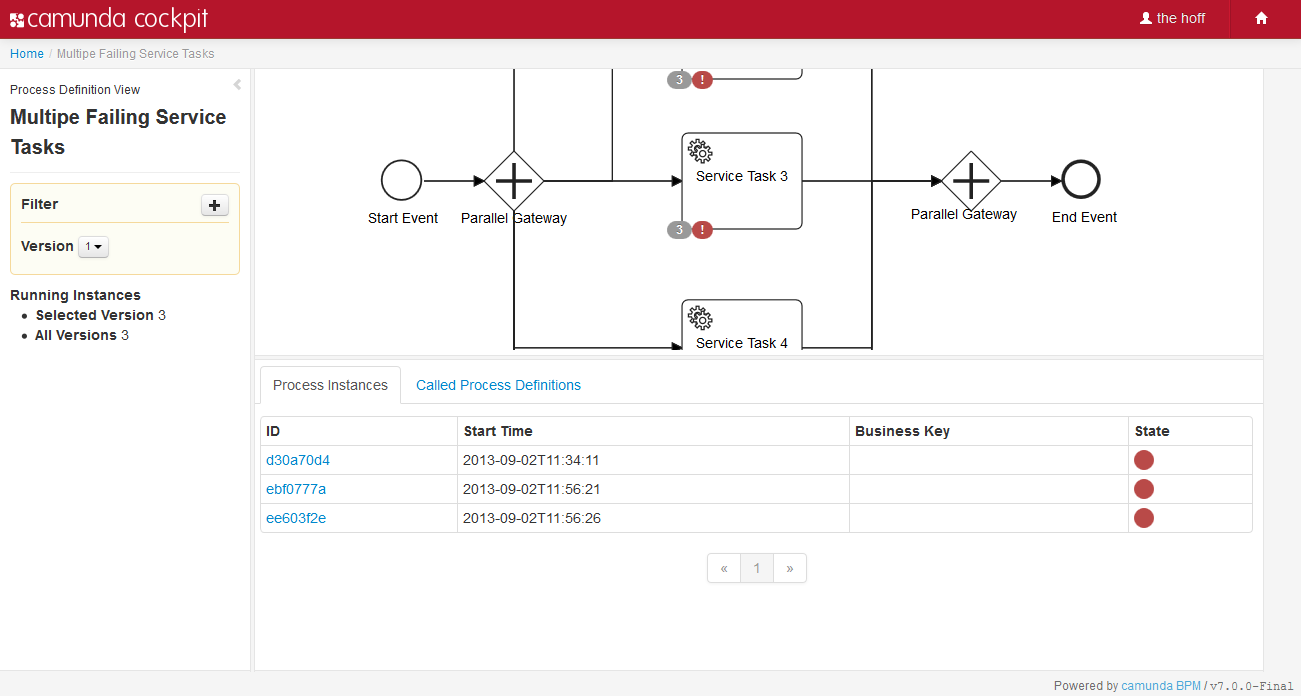 camunda cockpit
the hoff
Home / Multipe Failing Service Tasks
Process Definition View
Multipe Failing Service
Tasks
Filter
+
Version 1
Running Instances
• Selected Version 3
• All Versions 3
3 !
Service Task 3
Start Event
Parallel Gateway
Parallel Gateway
End Event
3 !
Service Task 4
Process Instances
Called Process Definitions
ID Start Time Business Key State
d30a70d4 2013-09-02T11:34:11
ebf0777a 2013-09-02T11:56:21
ee603f2e 2013-09-02T11:56:26
« 1 »
Powered by camunda BPM / v7.0.0-Final